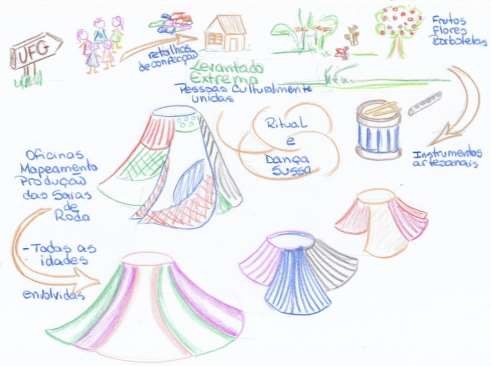 UFG
retalhos
de confecção
Levantado
Extrema
Pessoas Culturalmente
unidas
Frutos
Flores
Borboletas
Ritual
e
Dança
Sussa
Instrumentos
artesanais
Oficinas
Mapeamento
Produção
das Saias
de
Roda
- Todas as
idades
envolvidas